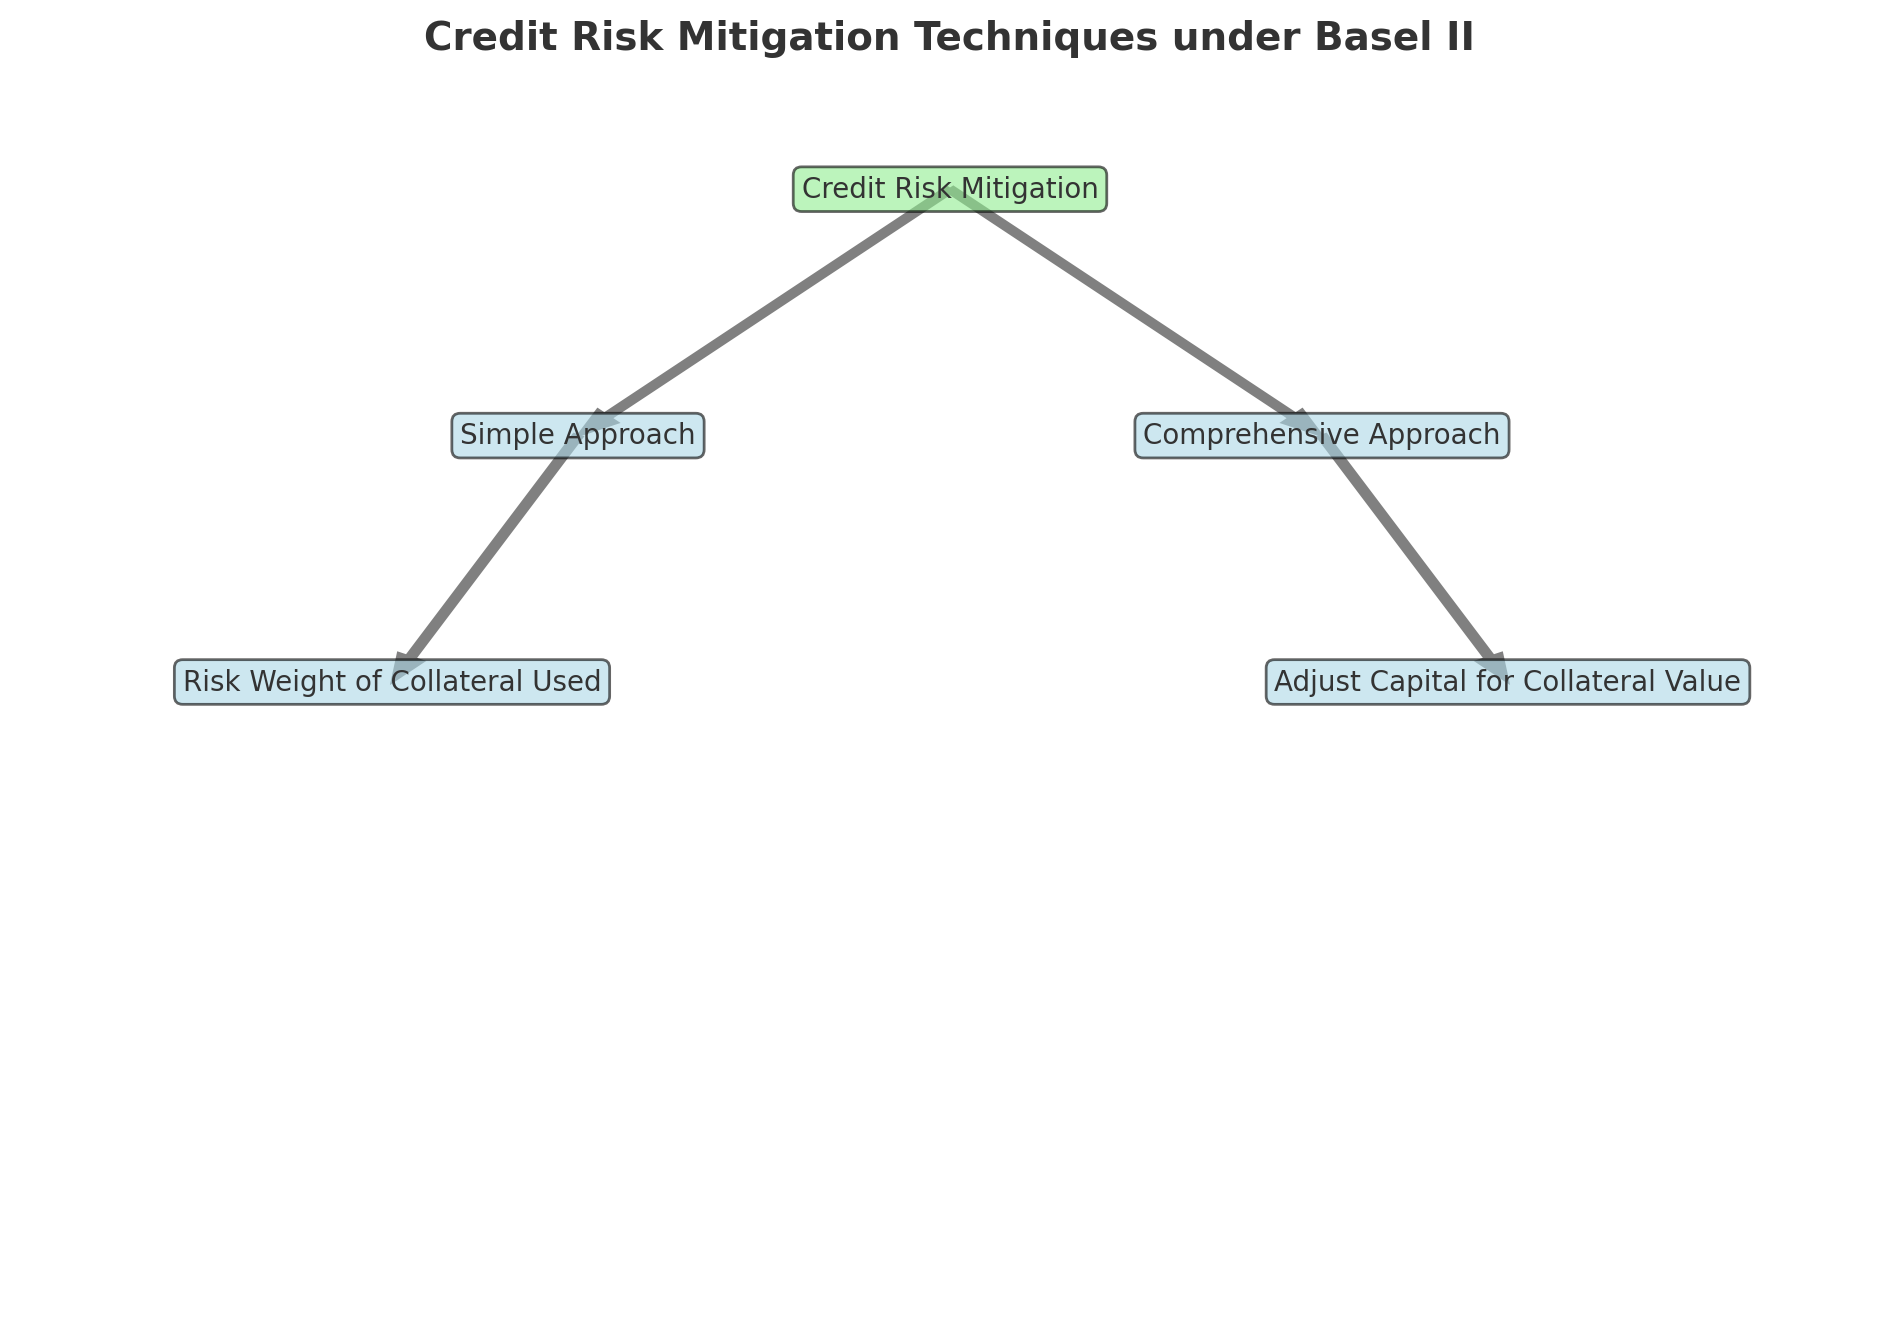 Credit Risk Mitigation Techniques under Basel II
Credit Risk Mitigation
Simple Approach
Comprehensive Approach
Risk Weight of Collateral Used
Adjust Capital for Collateral Value